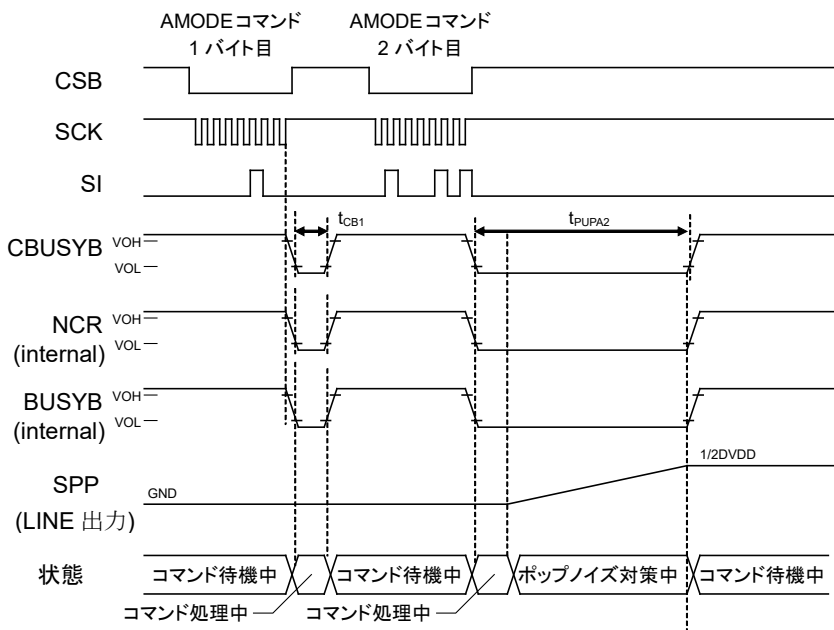 AMODEコマンド
1 バイト目
AMODEコマンド
2 バイト目
CSB
SCK
SI
tCB1
tPUPA2
CBUSYB
VOH
VOL
NCR
(internal)
VOH
VOL
BUSYB
(internal)
VOH
VOL
SPP
(LINE 出力)
GND
1/2DVDD
状態
コマンド待機中
コマンド待機中
ポップノイズ対策中
コマンド待機中
コマンド処理中
コマンド処理中